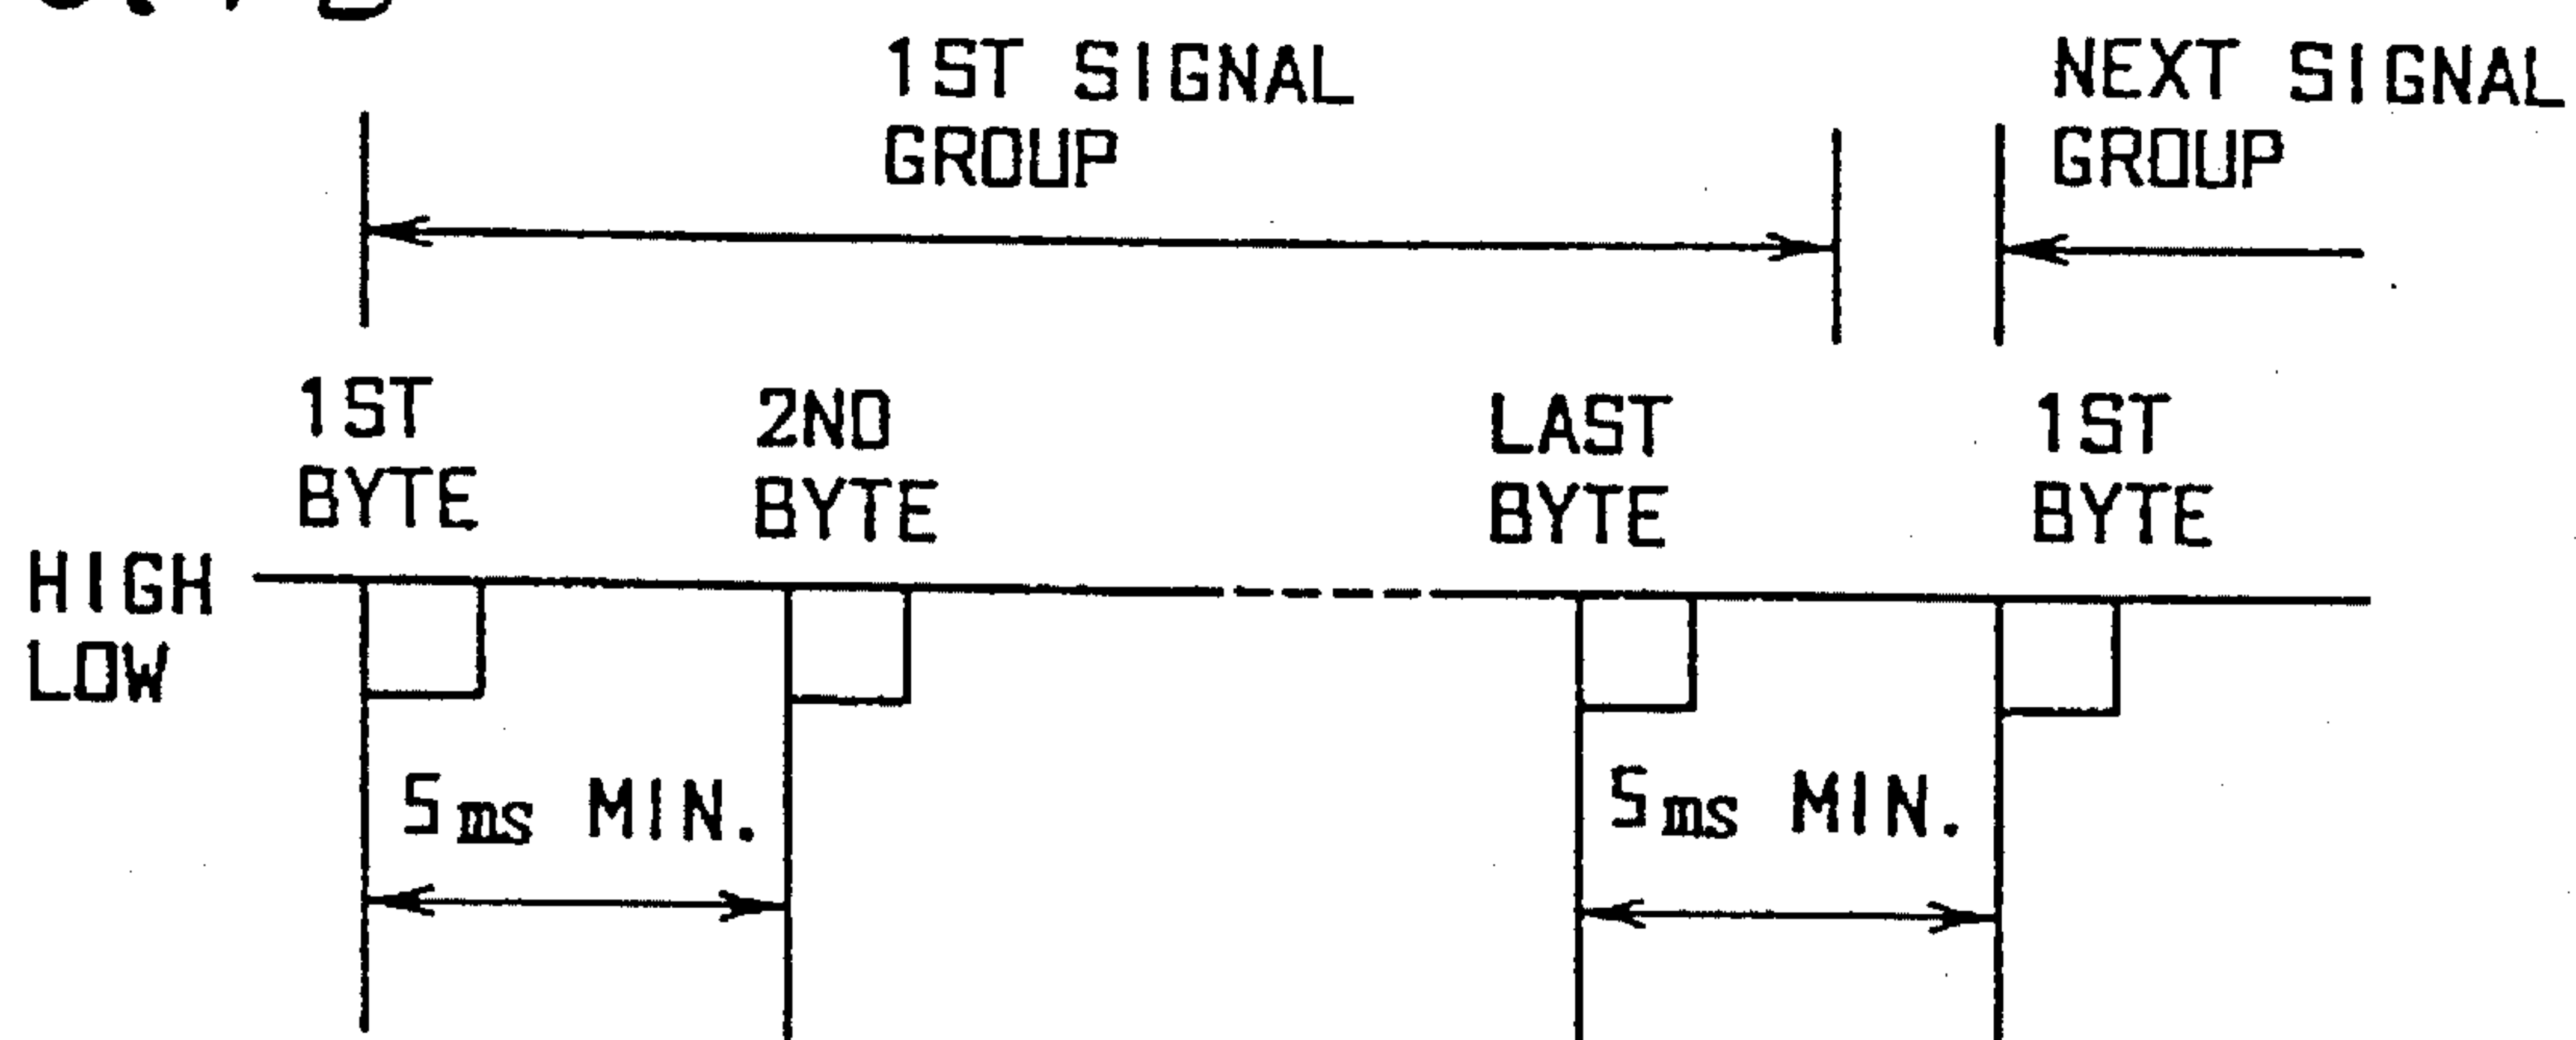 1ST SIGNAL
GROUP
NEXT SIGNAL
GROUP
1ST
BYTE
2ND
BYTE
LAST
BYTE
1ST
BYTE
HIGH
LOW
5ms MIN.
5ms MIN.